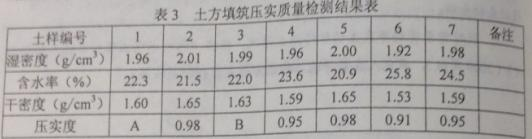 表3 土方填筑压实质量检测结果表
土样编号 1 2 3 4 5 6 7 备注
湿密度（g/cm³） 1.96 2.01 1.99 1.96 2.00 1.92 1.98
含水率（%） 22.3 21.5 22.0 23.6 20.9 25.8 24.5
干密度（g/cm³） 1.60 1.65 1.63 1.59 1.65 1.53 1.59
压实度 A 0.98 B 0.95 0.98 0.91 0.95